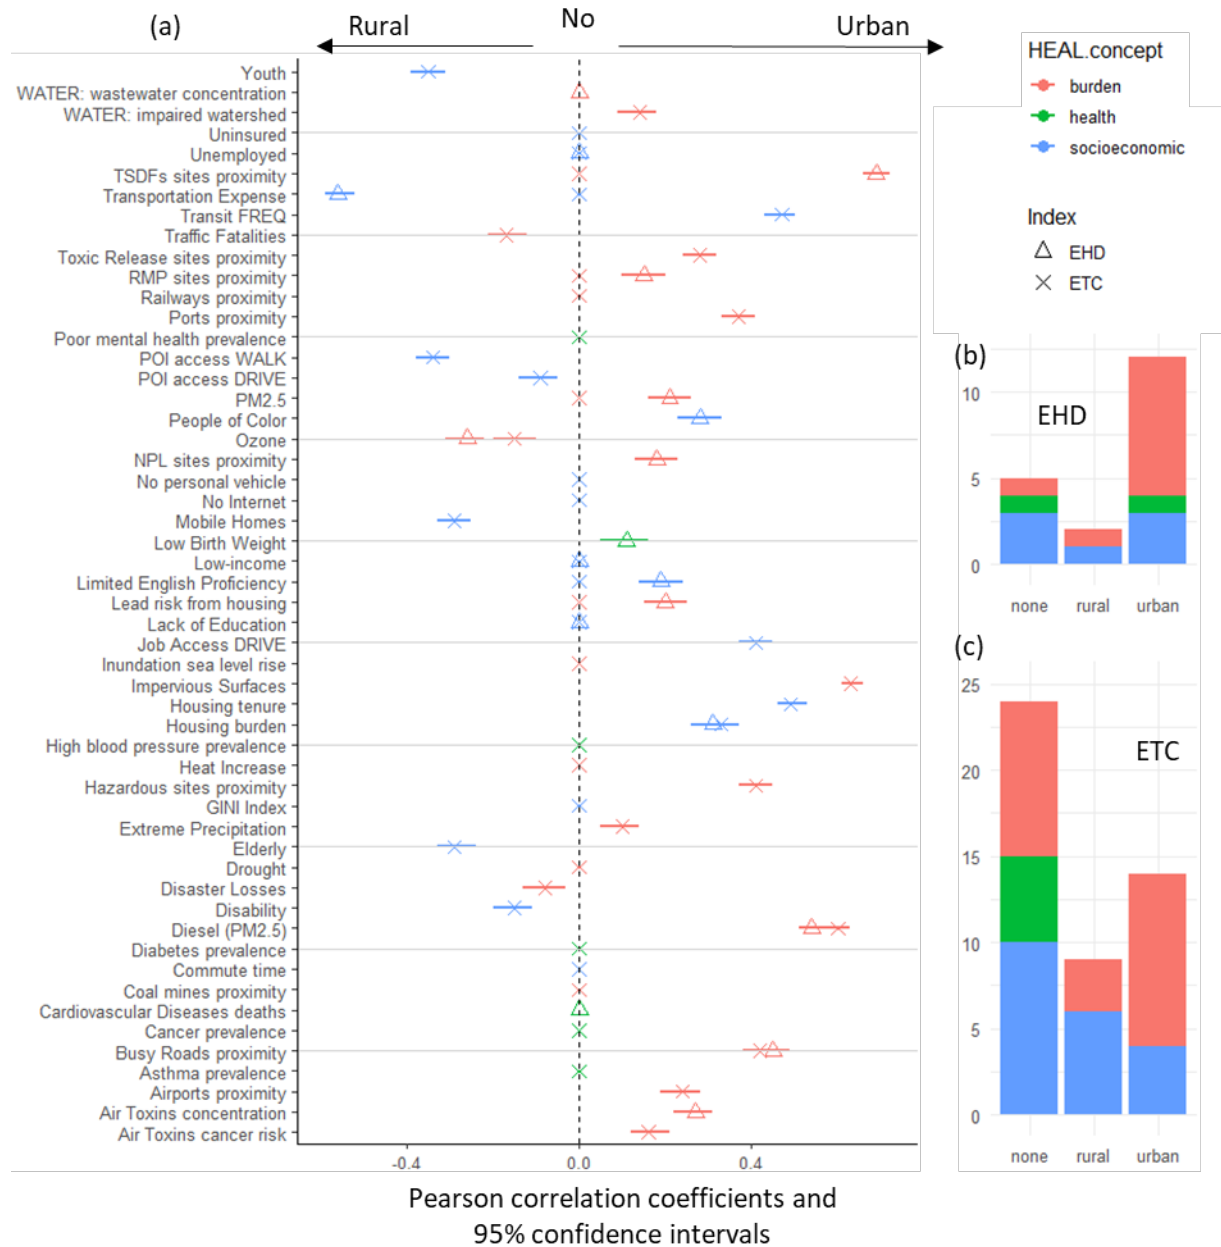 (a)
Rural
No
Urban
Youth
WATER: wastewater concentration
WATER: impaired watershed
Uninsured
Unemployed
TSDFs sites proximity
Transportation Expense
Transit FREQ
Traffic Fatalities
Toxic Release sites proximity
RMP sites proximity
Railways proximity
Ports proximity
Poor mental health prevalence
POI access WALK
POI access DRIVE
PM2.5
People of Color
Ozone
NPL sites proximity
No personal vehicle
No Internet
Mobile Homes
Low Birth Weight
Low-income
Limited English Proficiency
Lead risk from housing
Lack of Education
Job Access DRIVE
Inundation sea level rise
Impervious Surfaces
Housing tenure
Housing burden
High blood pressure prevalence
Heat Increase
Hazardous sites proximity
GINI Index
Extreme Precipitation
Elderly
Drought
Disaster Losses
Disability
Diesel (PM2.5)
Diabetes prevalence
Commute time
Coal mines proximity
Cardiovascular Diseases deaths
Cancer prevalence
Busy Roads proximity
Asthma prevalence
Airports proximity
Air Toxins concentration
Air Toxins cancer risk
-0.4
0.0
0.4
Pearson correlation coefficients and
95% confidence intervals
HEAL.concept
burden
health
socioeconomic
Index
EHD
ETC
(b)
EHD
10
5
0
none
rural
urban
(c)
ETC
25
20
15
10
5
0
none
rural
urban